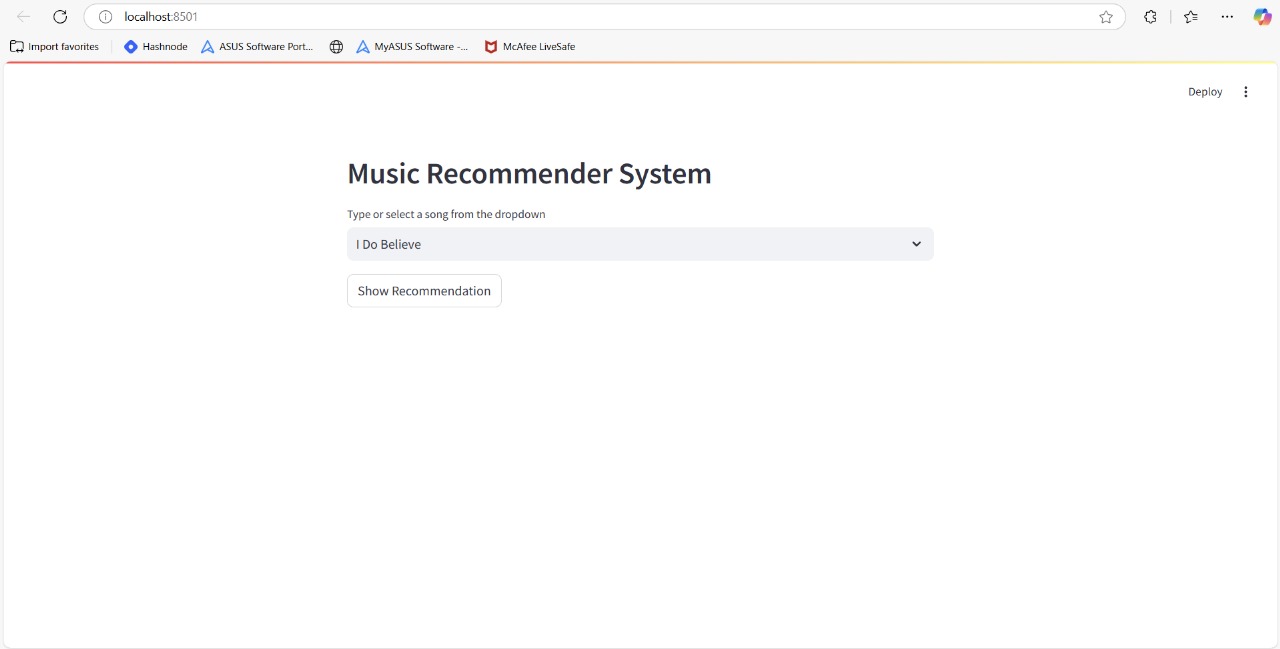 localhost:8501
Import favorites Hashnode ASUS Software Port... MyASUS Software -... McAfee LiveSafe
Deploy
Music Recommender System
Type or select a song from the dropdown
I Do Believe
Show Recommendation